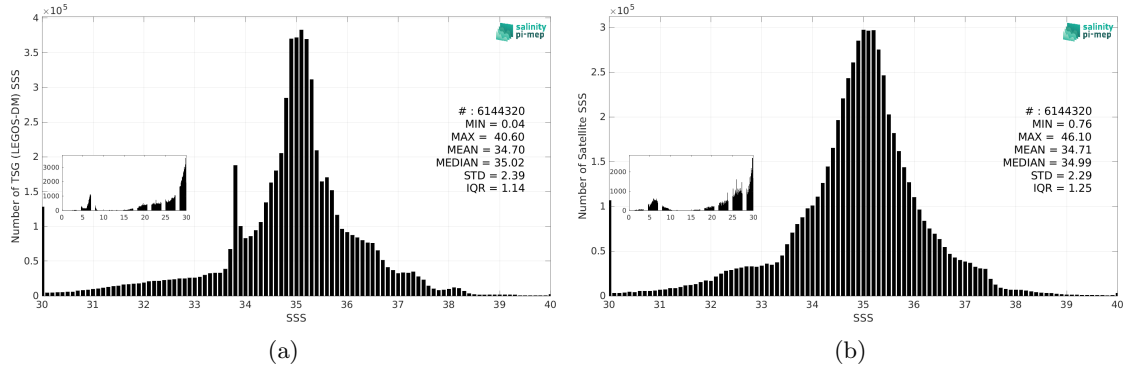 ×10⁵
4
3.5
3
2.5
2
1.5
1
0.5
0
30
31
32
33
34
35
36
37
38
39
40
SSS
Number of TSG (LEGOS-DM) SSS
salinity
pi-mep
# : 6144320
MIN = 0.04
MAX = 40.60
MEAN = 34.70
MEDIAN = 35.02
STD = 2.39
IQR = 1.14
3000
2000
1000
0
0 5 10 15 20 25 30
(a)
×10⁵
3
2.5
2
1.5
1
0.5
0
30
31
32
33
34
35
36
37
38
39
40
SSS
Number of Satellite SSS
salinity
pi-mep
# : 6144320
MIN = 0.76
MAX = 46.10
MEAN = 34.71
MEDIAN = 34.99
STD = 2.29
IQR = 1.25
3000
2000
1000
0
0 5 10 15 20 25 30
(b)